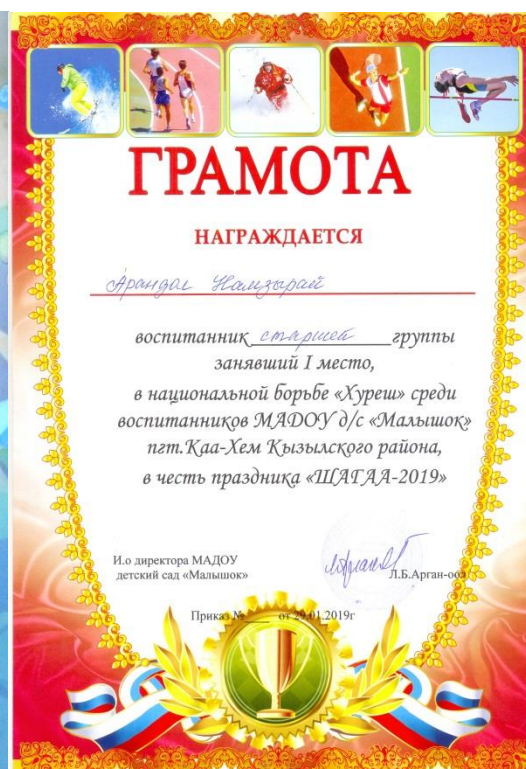 ГРАМОТА
НАГРАЖДАЕТСЯ
Арандол Намзырай
воспитанник старшей группы
занявший I место,
в национальной борьбе «Хуреш» среди
воспитанников МАДОУ д/с «Малышок»
пгт.Каа-Хем Кызылского района,
в честь праздника «ШАГАА-2019»
И.о директора МАДОУ
детский сад «Малышок»
Л.Б.Арган-оол
Приказ № от 29.01.2019г